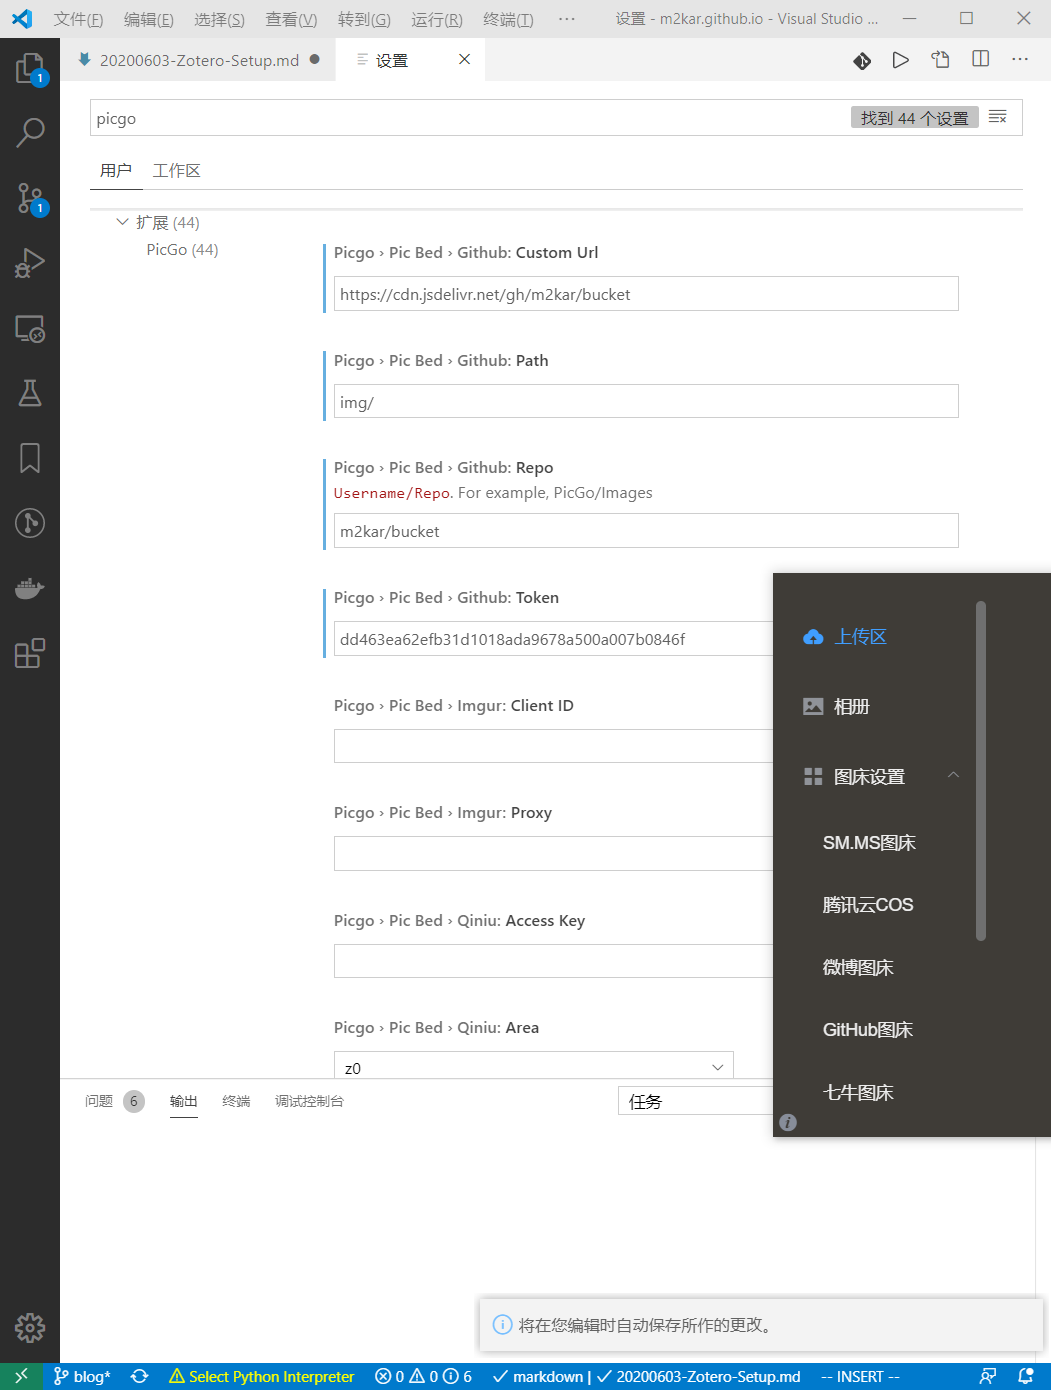 文件(F) 编辑(E) 选择(S) 查看(V) 转到(G) 运行(R) 终端(T) ··· 设置 - m2kar.github.io - Visual Studio ...
20200603-Zotero-Setup.md ● 设置
picgo 找到 44 个设置
用户 工作区
扩展 (44)
PicGo (44)
Picgo › Pic Bed › Github: Custom Url
https://cdn.jsdelivr.net/gh/m2kar/bucket
Picgo › Pic Bed › Github: Path
img/
Picgo › Pic Bed › Github: Repo
Username/Repo. For example, PicGo/Images
m2kar/bucket
Picgo › Pic Bed › Github: Token
dd463ea62efb31d1018ada9678a500a007b0846f
Picgo › Pic Bed › Imgur: Client ID
Picgo › Pic Bed › Imgur: Proxy
Picgo › Pic Bed › Qiniu: Access Key
Picgo › Pic Bed › Qiniu: Area
z0
上传区
相册
图床设置
SM.MS图床
腾讯云COS
微博图床
GitHub图床
七牛图床
问题 6 输出 终端 调试控制台 任务
将在您编辑时自动保存所作的更改。
blog* Select Python Interpreter 0 0 6 markdown | 20200603-Zotero-Setup.md -- INSERT --
1
1